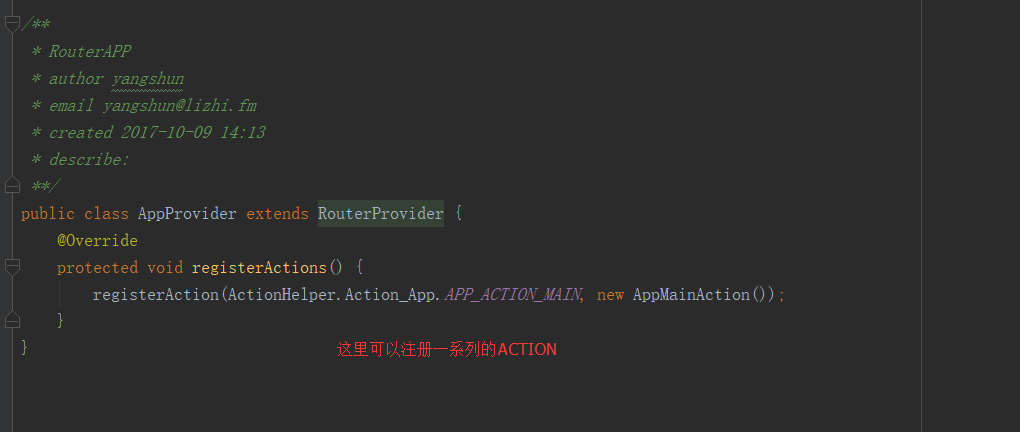 /**
 * RouterAPP
 * author yangshun
 * email yangshun@lizhi.fm
 * created 2017-10-09 14:13
 * describe:
 **/
public class AppProvider extends RouterProvider {
    @Override
    protected void registerActions() {
        registerAction(ActionHelper.Action_App.APP_ACTION_MAIN, new AppMainAction());
    }
}
这里可以注册一系列的ACTION